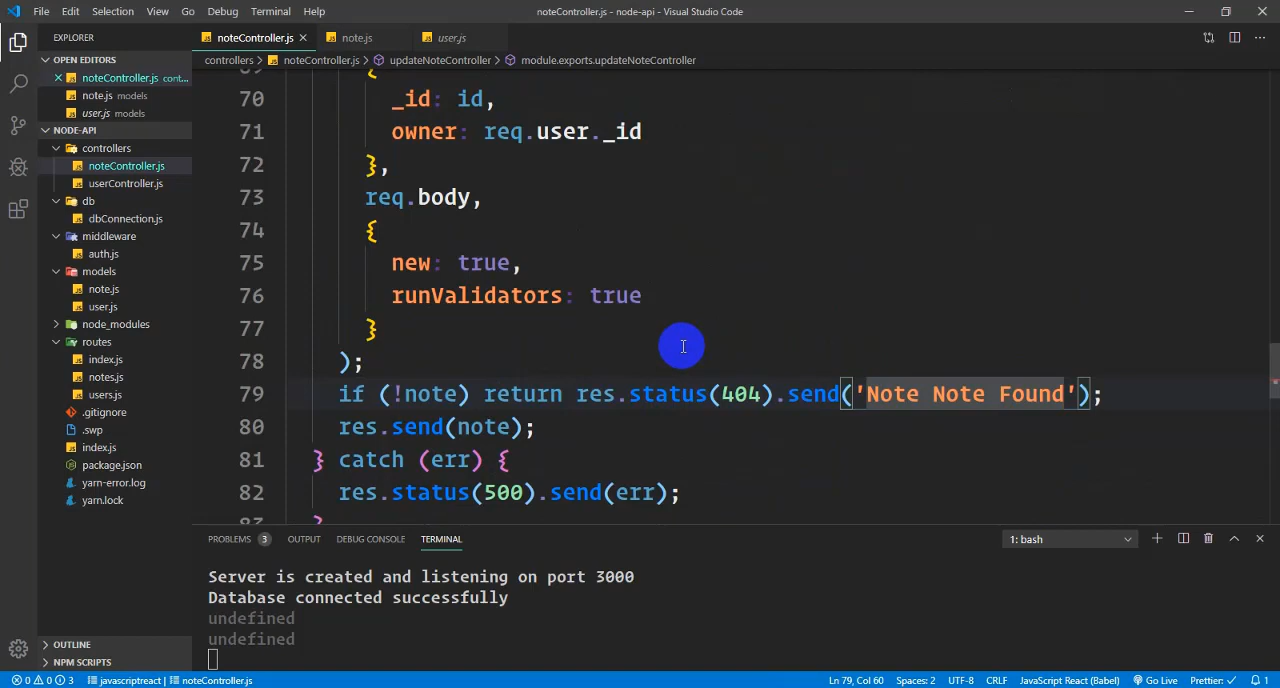 File Edit Selection View Go Debug Terminal Help
noteController.js - node-api - Visual Studio Code
EXPLORER
OPEN EDITORS
noteController.js cont...
note.js models
user.js models
NODE-API
controllers
noteController.js
userController.js
db
dbConnection.js
middleware
auth.js
models
note.js
user.js
node_modules
routes
index.js
notes.js
users.js
.gitignore
.swp
index.js
package.json
yarn-error.log
yarn.lock
OUTLINE
NPM SCRIPTS
noteController.js note.js user.js
controllers > noteController.js > updateNoteController > module.exports.updateNoteController
70 _id: id,
71 owner: req.user._id
72 },
73 req.body,
74 {
75 new: true,
76 runValidators: true
77 }
78 );
79 if (!note) return res.status(404).send('Note Note Found');
80 res.send(note);
81 } catch (err) {
82 res.status(500).send(err);
PROBLEMS 3 OUTPUT DEBUG CONSOLE TERMINAL 1: bash
Server is created and listening on port 3000
Database connected successfully
undefined
undefined
0 0 3 javascriptreact | noteController.js Ln 79, Col 60 Spaces: 2 UTF-8 CRLF JavaScript React (Babel) Go Live Prettier: ✓ 1